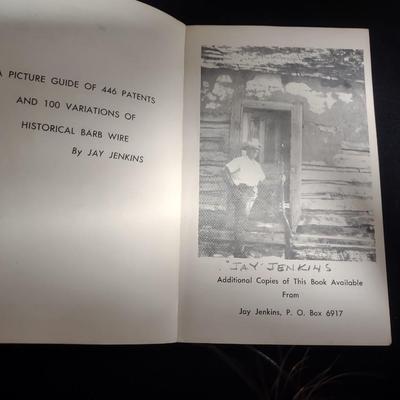 A PICTURE GUIDE OF 446 PATENTS
AND 100 VARIATIONS OF
HISTORICAL BARB WIRE
By JAY JENKINS
"JAY" JENKINS
Additional Copies of This Book Available
From
Jay Jenkins, P. O. Box 6917